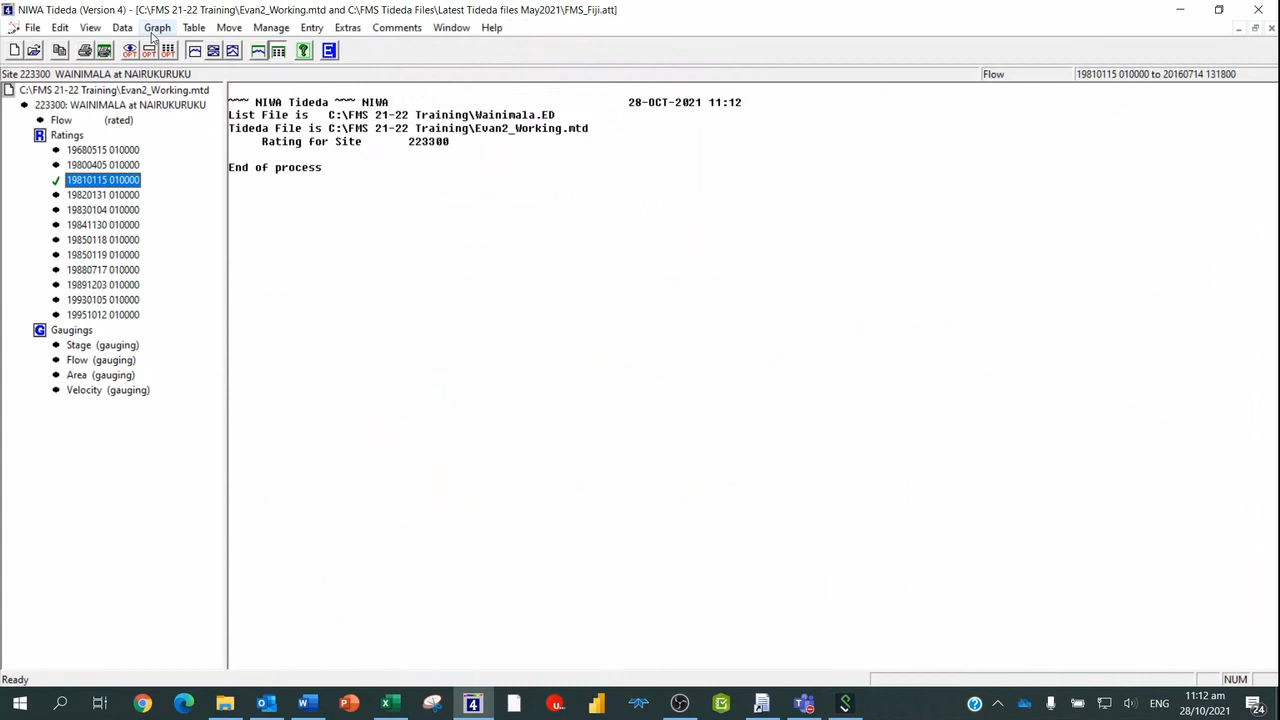 NIWA Tideda (Version 4) - [C:\FMS 21-22 Training\Evan2_Working.mtd and C:\FMS Tideda Files\Latest Tideda files May2021\FMS_Fiji.att]
File Edit View Data Graph Table Move Manage Entry Extras Comments Window Help
OPT OPT OPT ? E
Site 223300 WAINIMALA at NAIRUKURUKU Flow 19810115 010000 to 20160714 131800
C:\FMS 21-22 Training\Evan2_Working.mtd
223300: WAINIMALA at NAIRUKURUKU
Flow (rated)
R Ratings
19680515 010000
19800405 010000
19810115 010000
19820131 010000
19830104 010000
19841130 010000
19850118 010000
19850119 010000
19880717 010000
19891203 010000
19930105 010000
19951012 010000
G Gaugings
Stage (gauging)
Flow (gauging)
Area (gauging)
Velocity (gauging)
~~~ NIWA Tideda ~~~ NIWA 28-OCT-2021 11:12
List File is C:\FMS 21-22 Training\Wainimala.ED
Tideda File is C:\FMS 21-22 Training\Evan2_Working.mtd
Rating for Site 223300
End of process
Ready NUM
4
ENG
11:12 am
28/10/2021
24